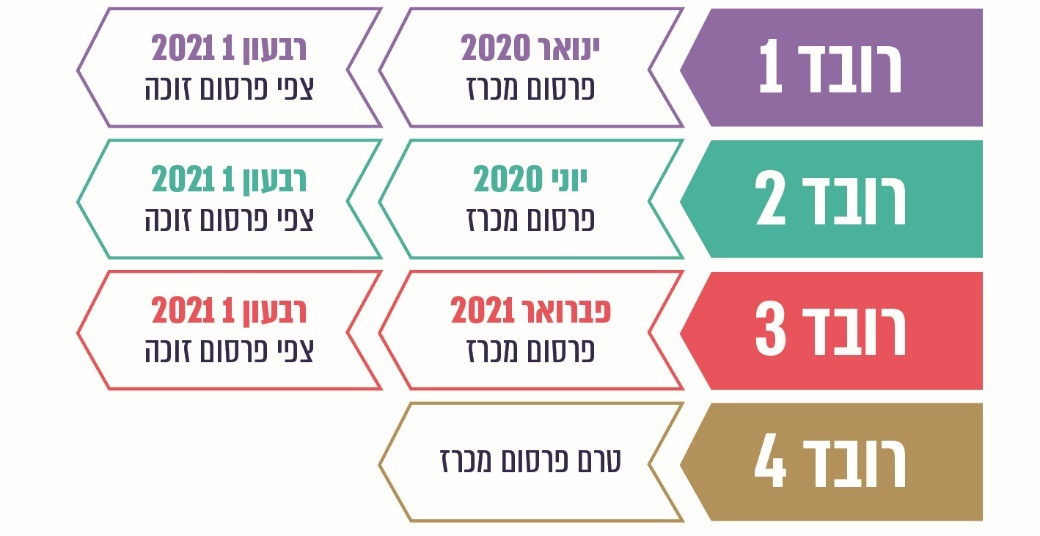 רובד 1
ינואר 2020
פרסום מכרז
רבעון 1 2021
צפי פרסום זוכה
רובד 2
יוני 2020
פרסום מכרז
רבעון 1 2021
צפי פרסום זוכה
רובד 3
פברואר 2021
פרסום מכרז
רבעון 1 2021
צפי פרסום זוכה
רובד 4
טרם פרסום מכרז